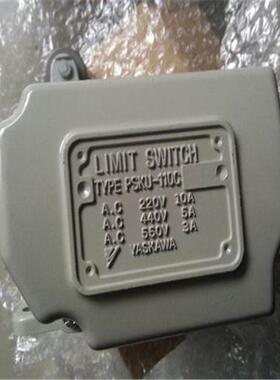 LIMIT SWITCH
TYPE PSKU-110C
A.C 220V 10A
A.C 440V 5A
A.C 550V 3A
YASKAWA